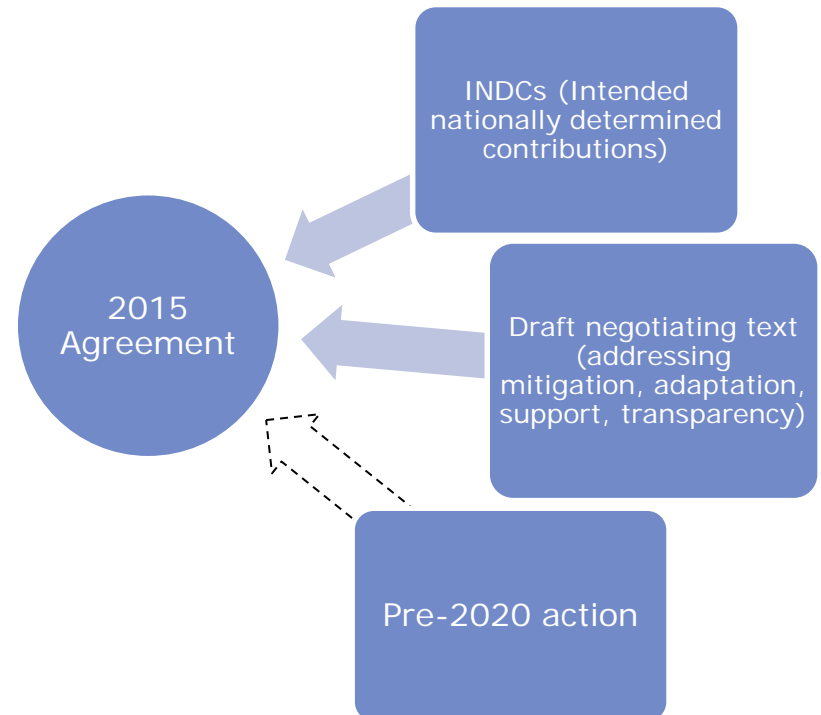 INDCs (Intended
nationally determined
contributions)
2015
Agreement
Draft negotiating text
(addressing
mitigation, adaptation,
support, transparency)
Pre-2020 action